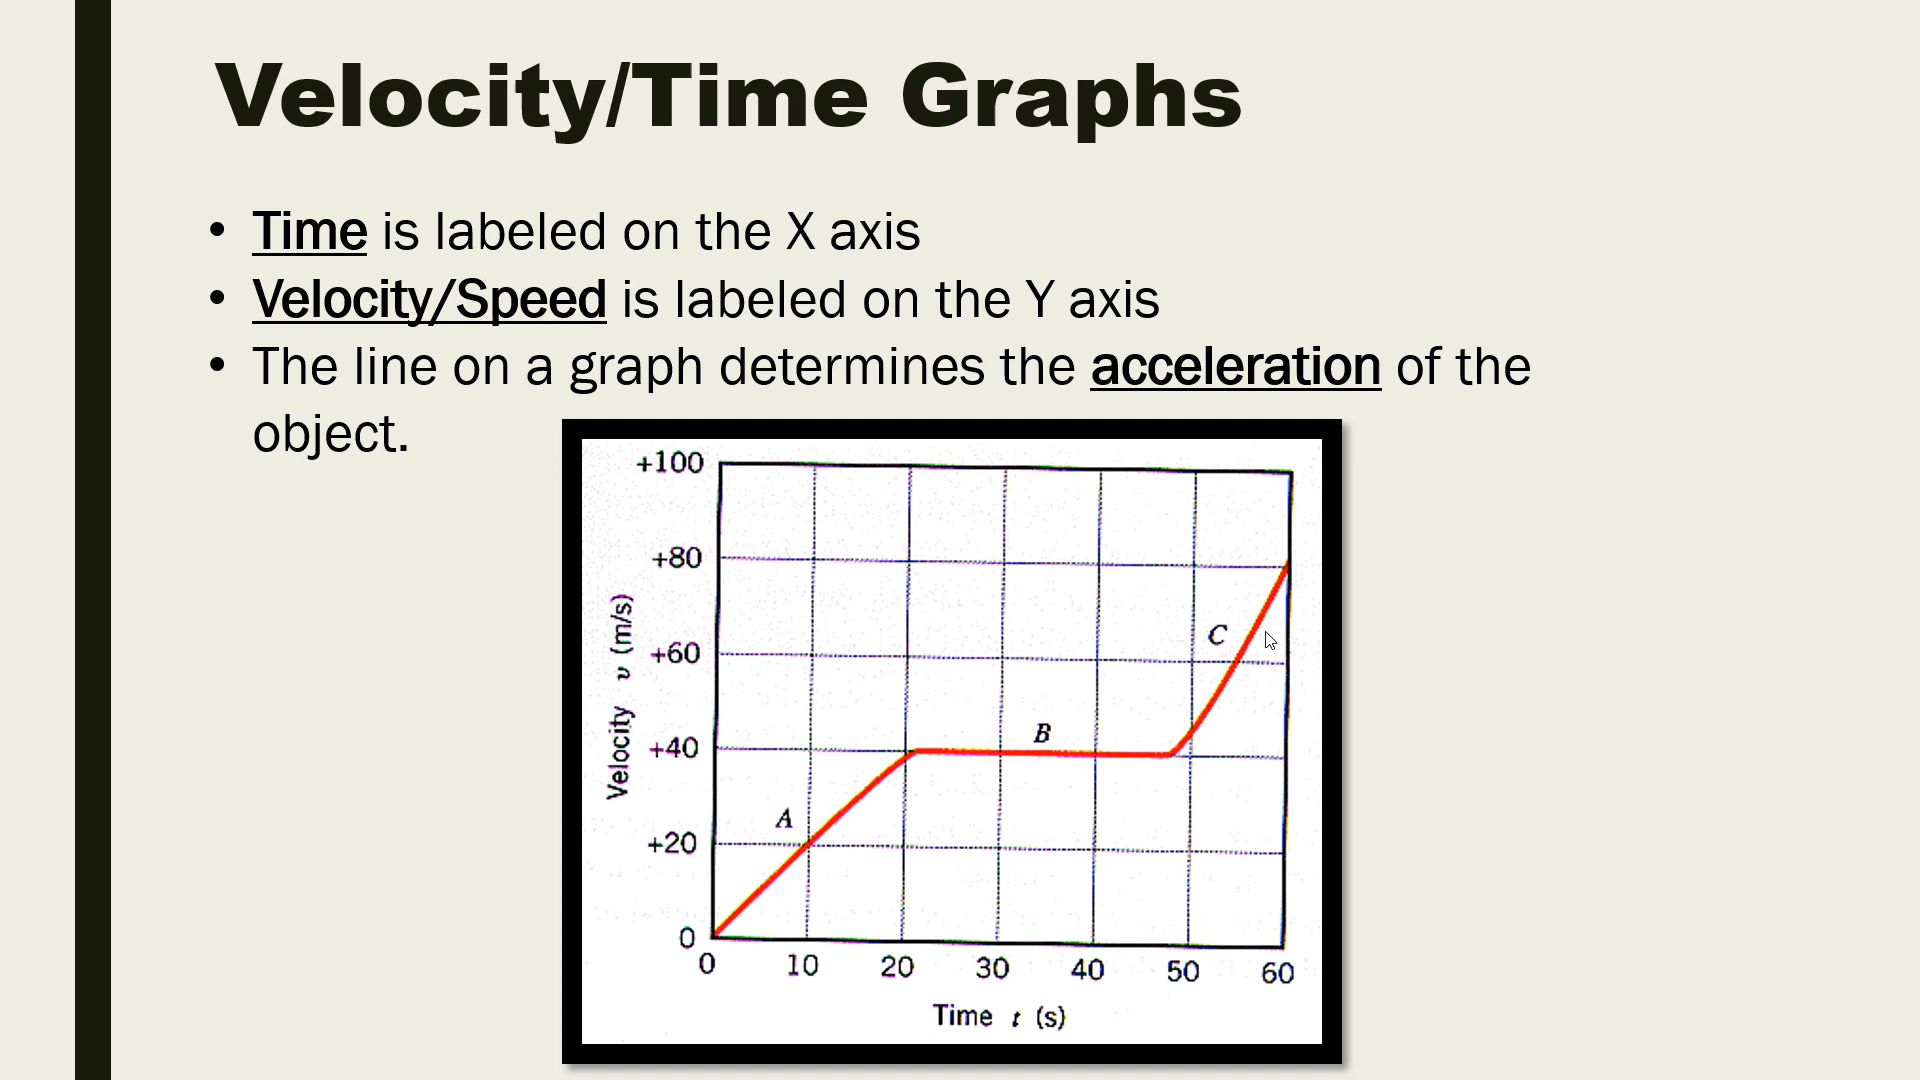 Velocity/Time Graphs
• Time is labeled on the X axis
• Velocity/Speed is labeled on the Y axis
• The line on a graph determines the acceleration of the
object.
+100
+80
+60
+40
+20
0
Velocity v (m/s)
A
B
C
0 10 20 30 40 50 60
Time t (s)